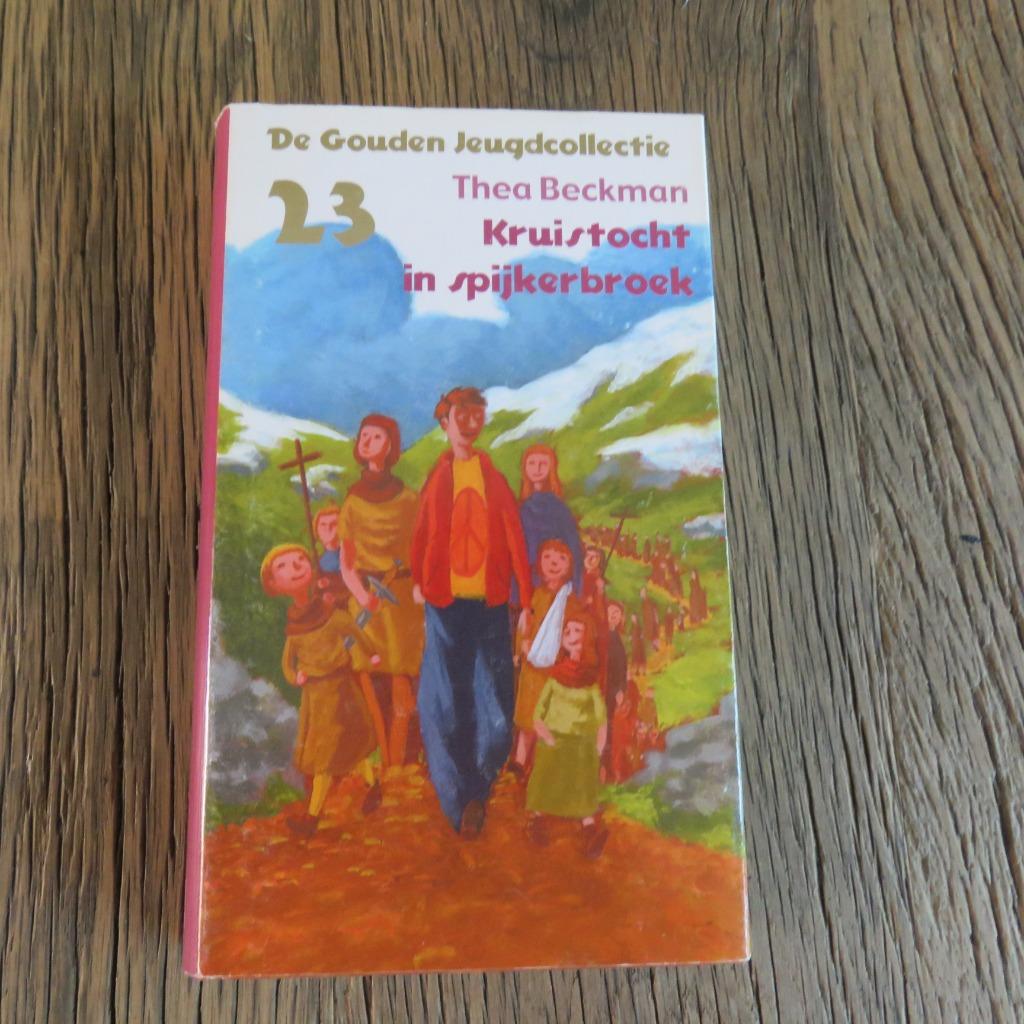 De Gouden Jeugdcollectie
23
Thea Beckman
Kruistocht
in spijkerbroek